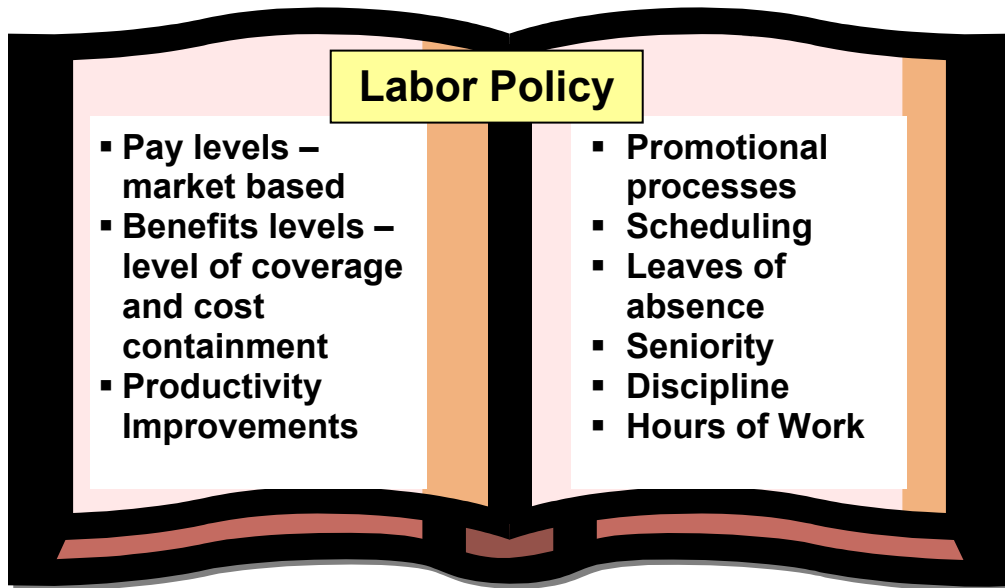 Labor Policy
▪ Pay levels –
market based
▪ Benefits levels –
level of coverage
and cost
containment
▪ Productivity
Improvements
▪ Promotional
processes
▪ Scheduling
▪ Leaves of
absence
▪ Seniority
▪ Discipline
▪ Hours of Work